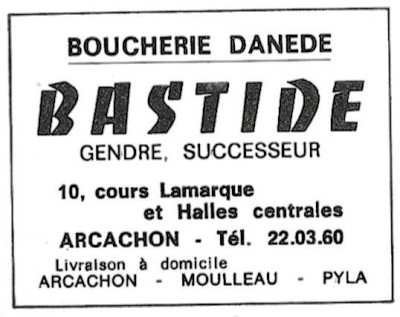 BOUCHERIE DANEDE
BASTIDE
GENDRE, SUCCESSEUR
10, cours Lamarque
et Halles centrales
ARCACHON - Tél. 22.03.60
Livraison à domicile
ARCACHON - MOULLEAU - PYLA